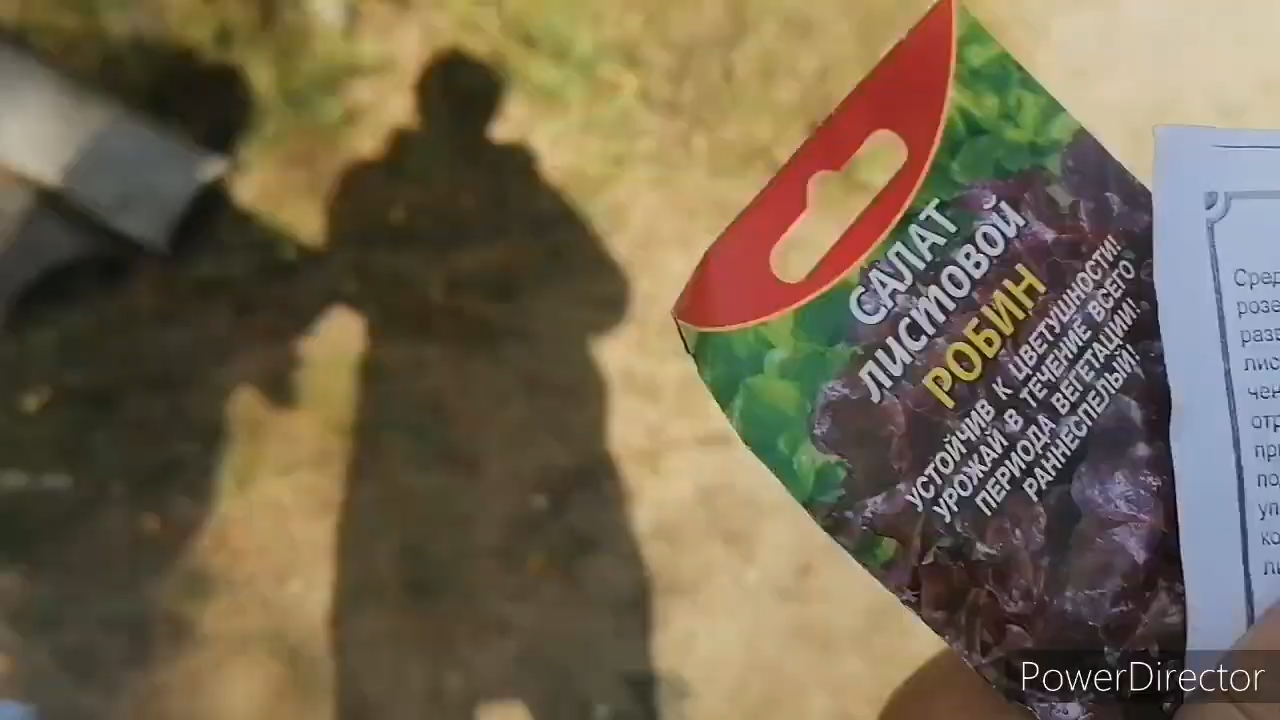 САЛАТ
ЛИСТОВОЙ
РОБИН
УСТОЙЧИВ К ЦВЕТУШНОСТИ!
УРОЖАЙ В ТЕЧЕНИЕ ВСЕГО
ПЕРИОДА ВЕГЕТАЦИИ!
РАННЕСПЕЛЫЙ!
PowerDirector